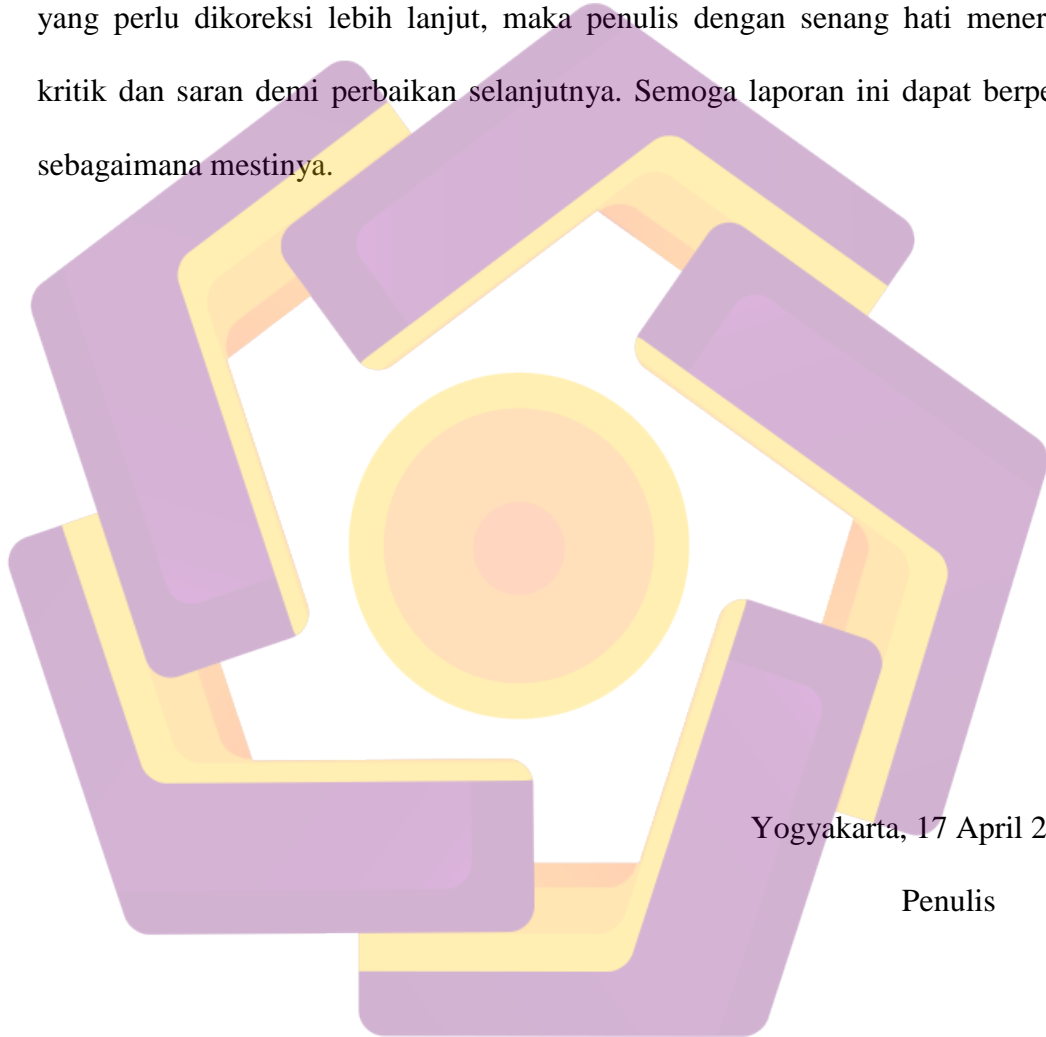 yang perlu dikoreksi lebih lanjut, maka penulis dengan senang hati mener
kritik dan saran demi perbaikan selanjutnya. Semoga laporan ini dapat berpe
sebagaimana mestinya.
Yogyakarta, 17 April 2
Penulis